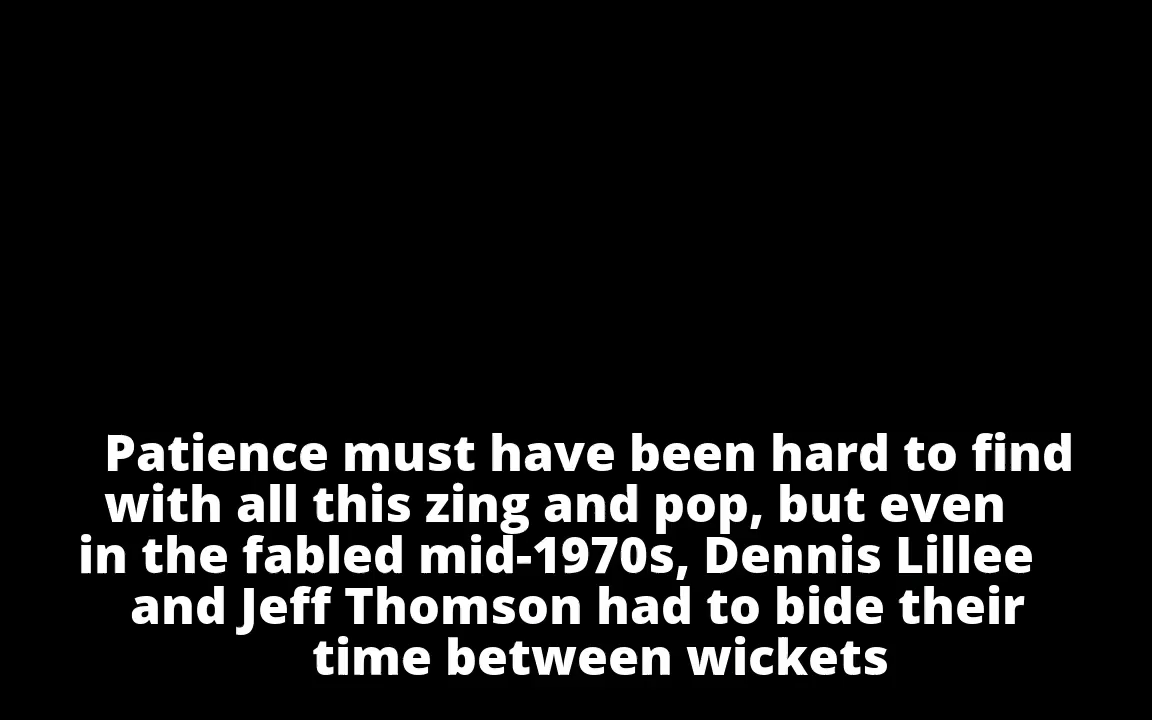 Patience must have been hard to find
with all this zing and pop, but even
in the fabled mid-1970s, Dennis Lillee
and Jeff Thomson had to bide their
time between wickets